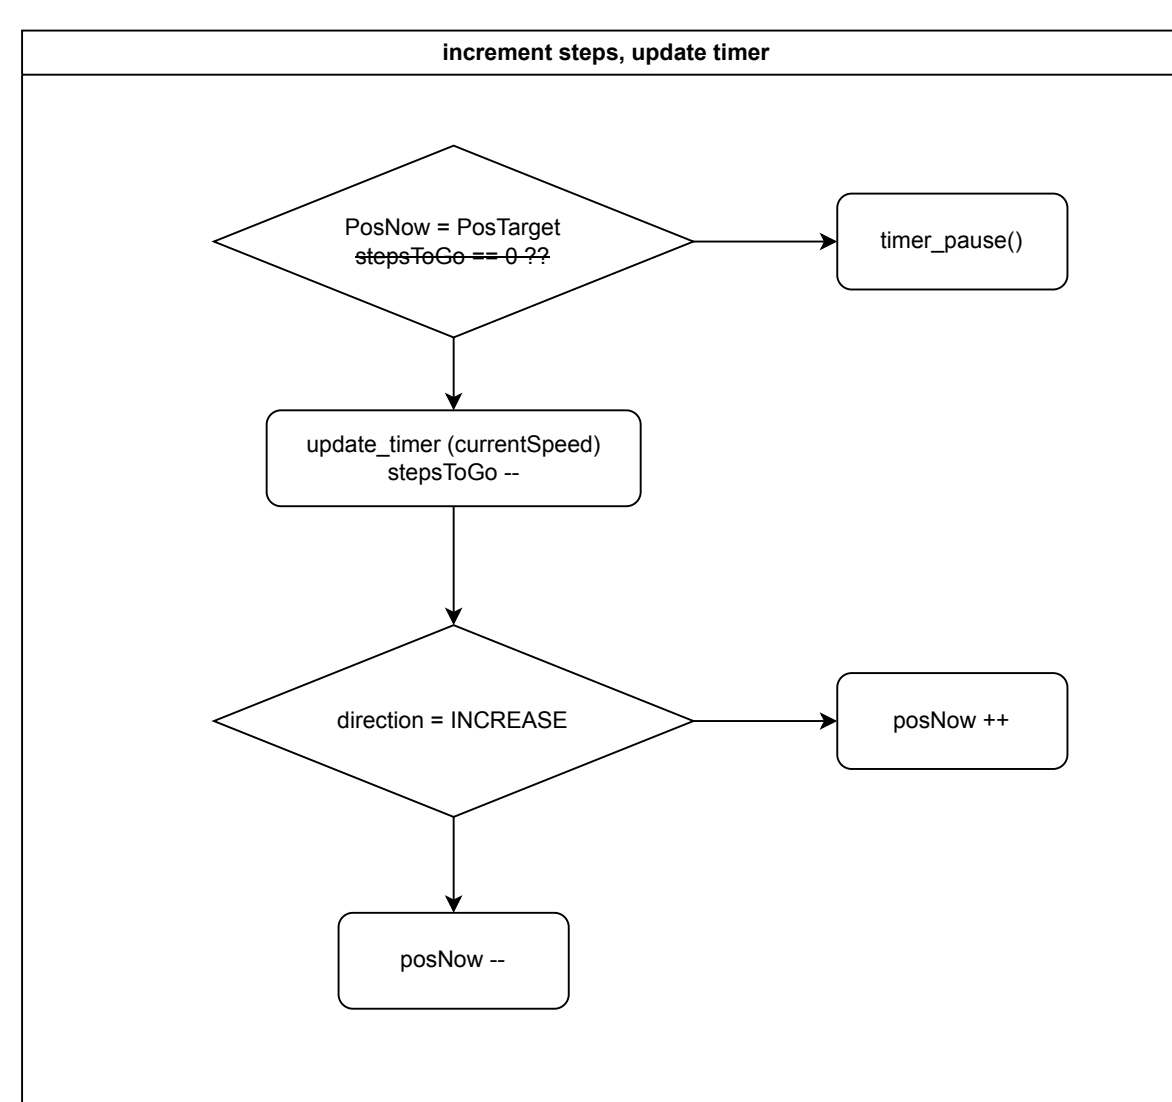 increment steps, update timer
PosNow = PosTarget
stepsToGo == 0 ??
timer_pause()
update_timer (currentSpeed)
stepsToGo --
direction = INCREASE
posNow ++
posNow --